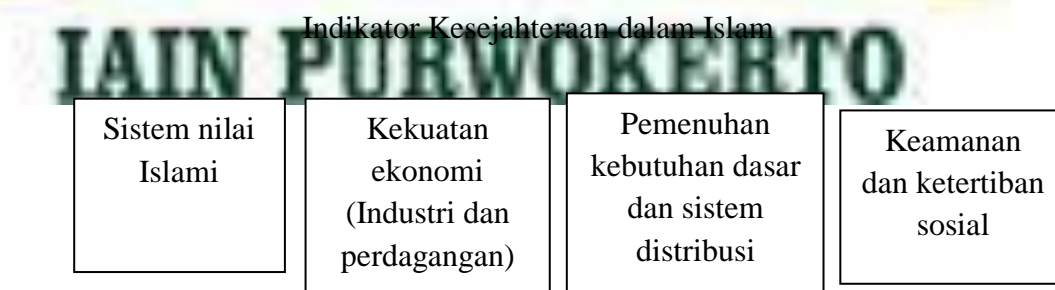 Indikator Kesejahteraan dalam Islam
IAIN PURWOKERTO
Sistem nilai
Islami
Kekuatan
ekonomi
(Industri dan
perdagangan)
Pemenuhan
kebutuhan dasar
dan sistem
distribusi
Keamanan
dan ketertiban
sosial